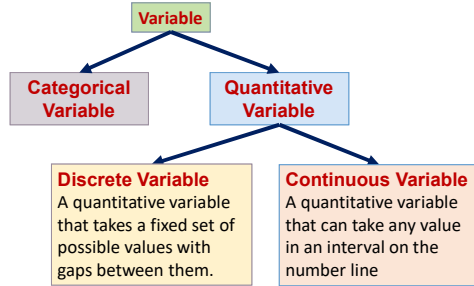 Variable
Categorical
Variable
Quantitative
Variable
Discrete Variable
A quantitative variable
that takes a fixed set of
possible values with
gaps between them.
Continuous Variable
A quantitative variable
that can take any value
in an interval on the
number line